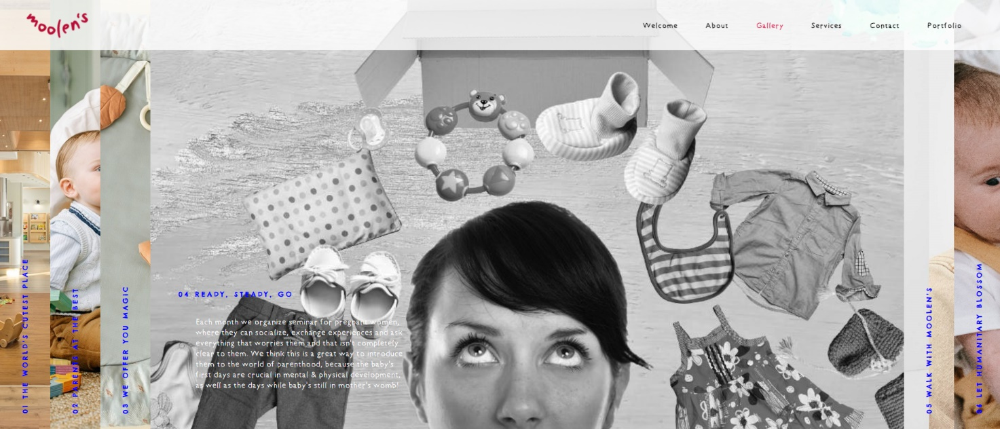 moolen's
Welcome
About
Gallery
Services
Contact
Portfolio
01 THE WORLD'S CUTEST PLACE
02 PARENTS AT THE BEST
03 WE OFFER YOU MAGIC
04 READY, STEADY, GO
Each month we organize seminar for pregnant women,
where they can socialize, exchange experiences and ask
everything that worries them and that isn't completely
clear to them. We think this is a great way to introduce
them to the world of parenthood, because the baby's
first days are crucial in mental & physical development,
as well as the days while baby's still in mother's womb!
05 WALK WITH MOOLEN'S
06 LET HUMANITARY BLOSSOM